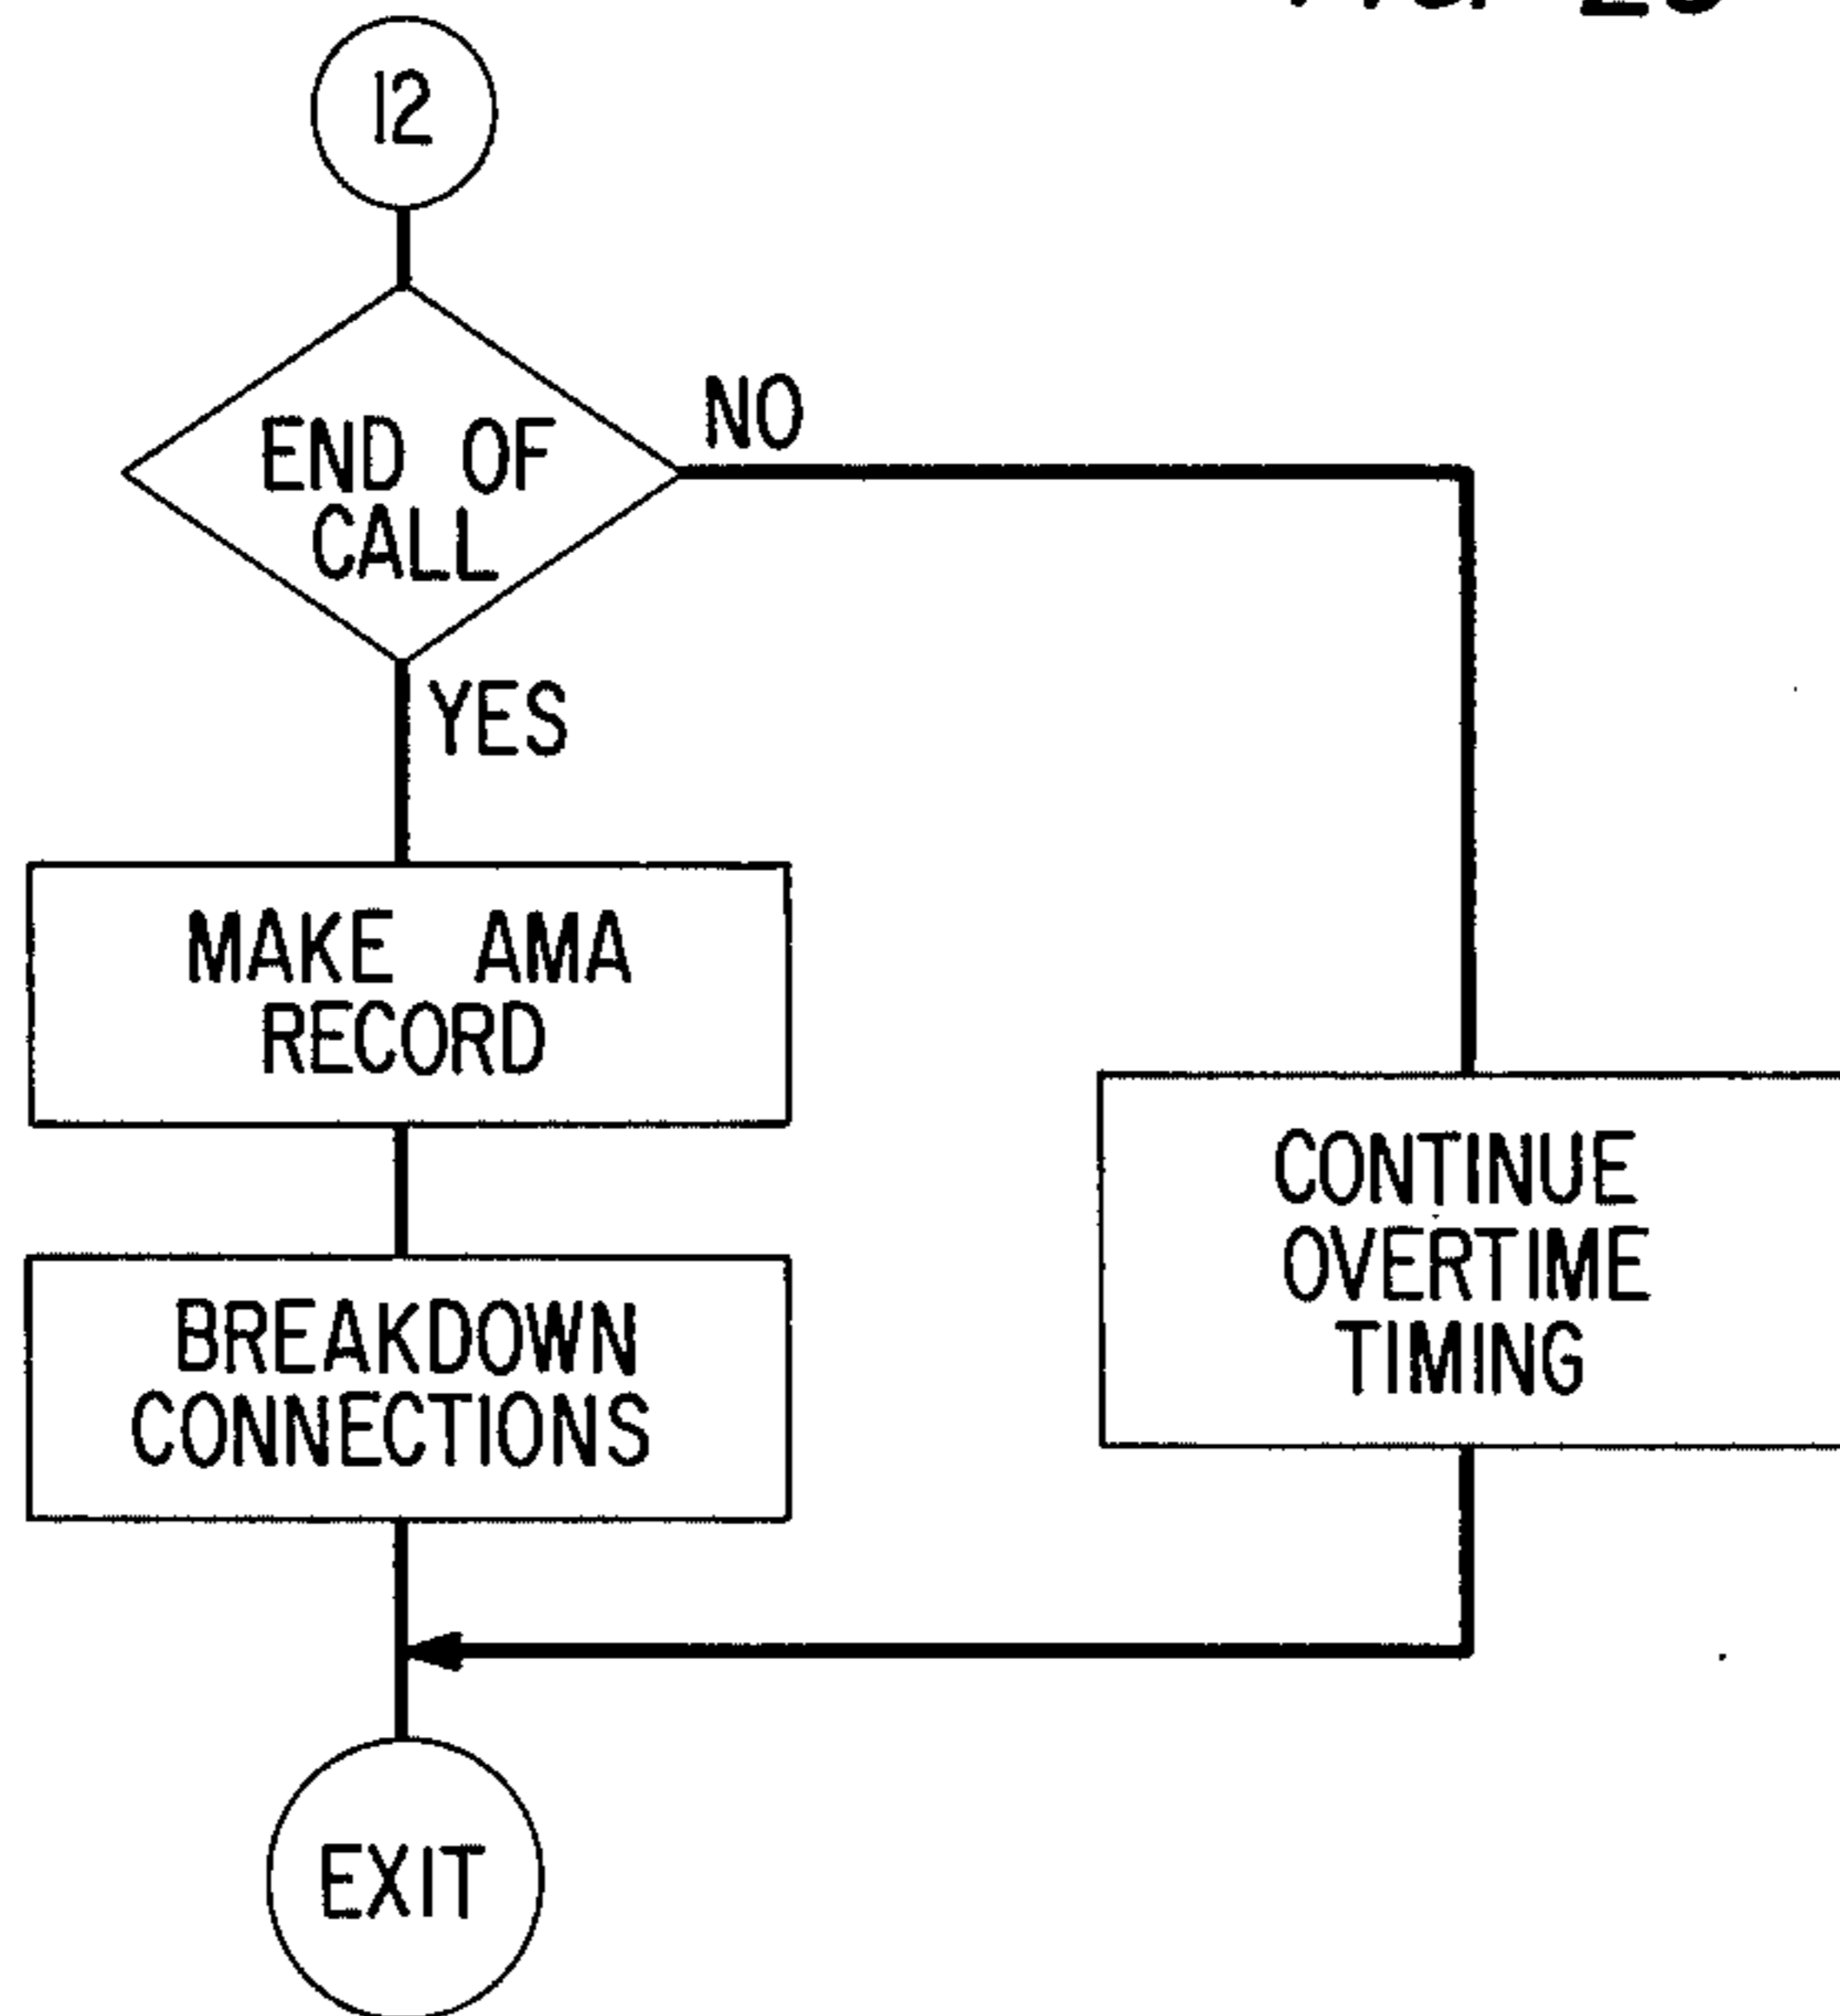 12
END OF
CALL
NO
YES
MAKE AMA
RECORD
BREAKDOWN
CONNECTIONS
CONTINUE
OVERTIME
TIMING
EXIT